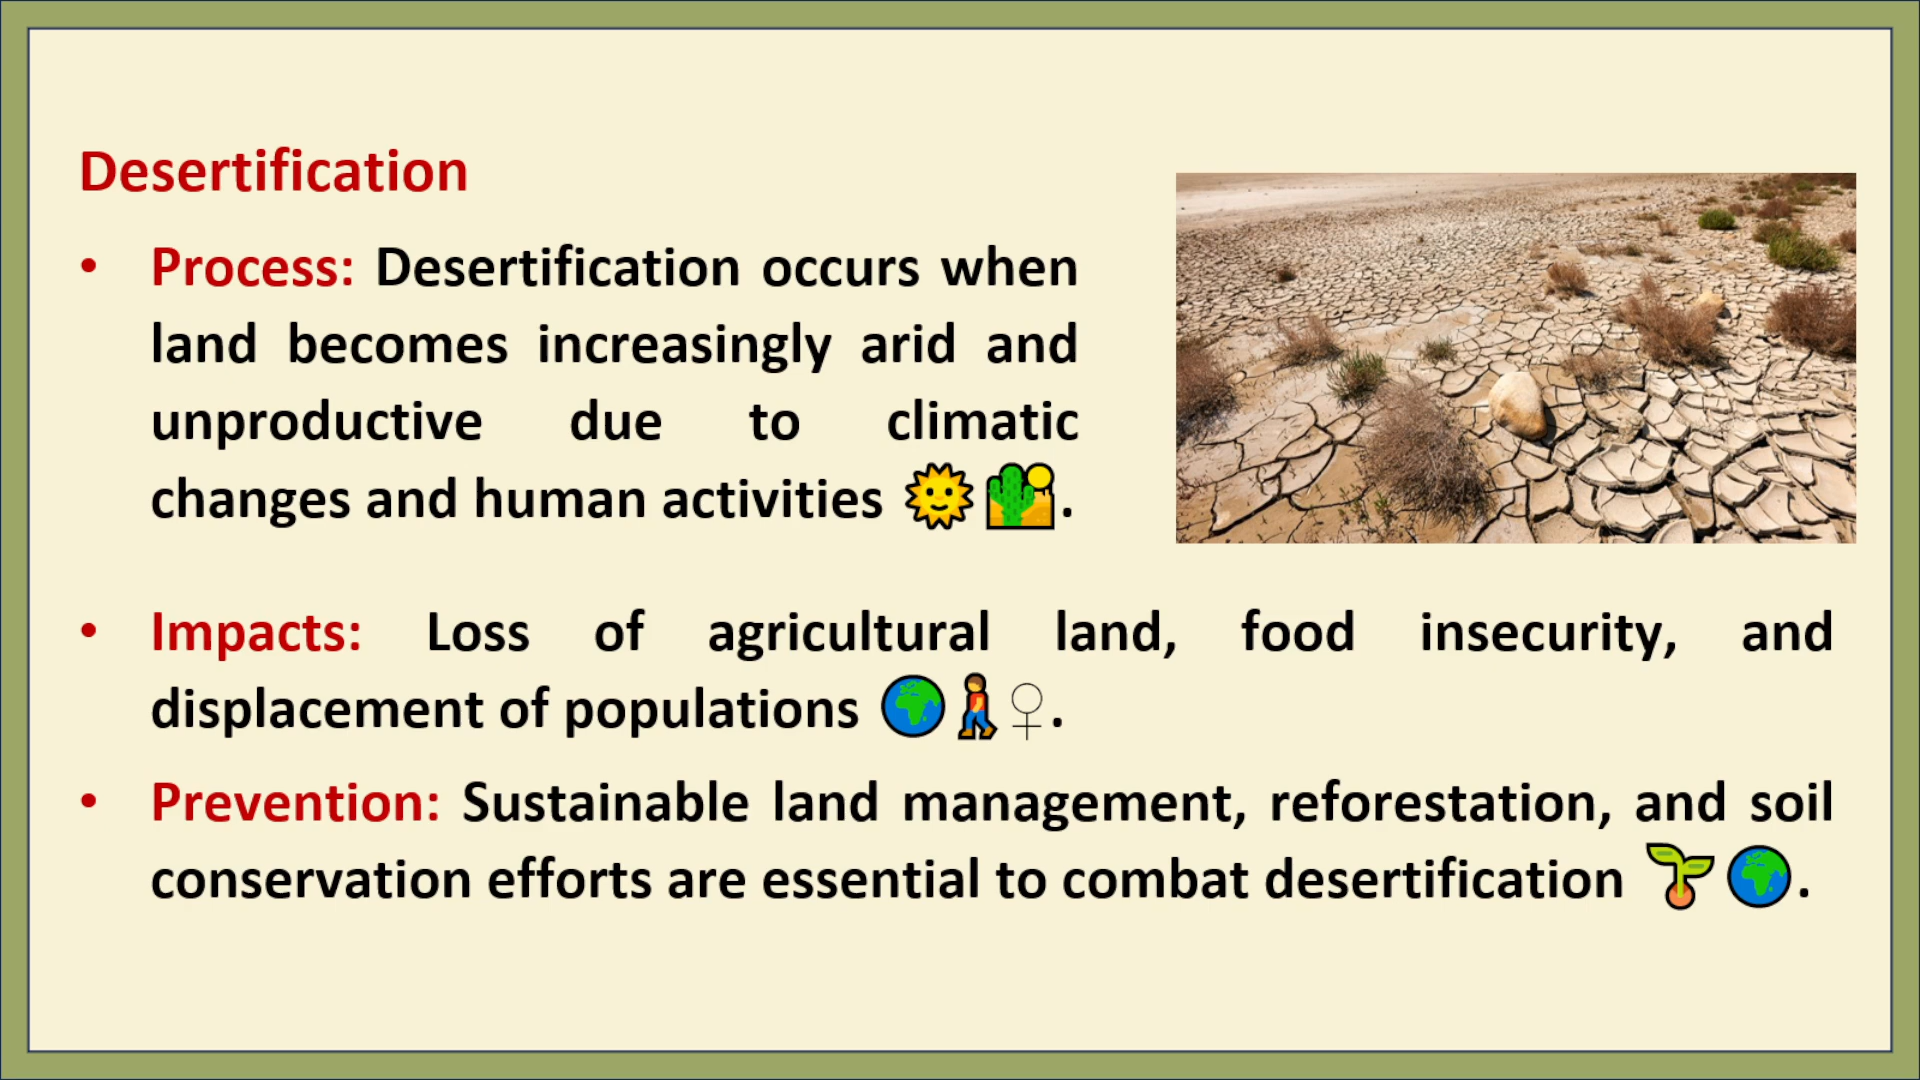 Desertification
• Process: Desertification occurs when
land becomes increasingly arid and
unproductive due to climatic
changes and human activities 🌞🏜️.
• Impacts: Loss of agricultural land, food insecurity, and
displacement of populations 🌍🚶♀.
• Prevention: Sustainable land management, reforestation, and soil
conservation efforts are essential to combat desertification 🌱🌍.